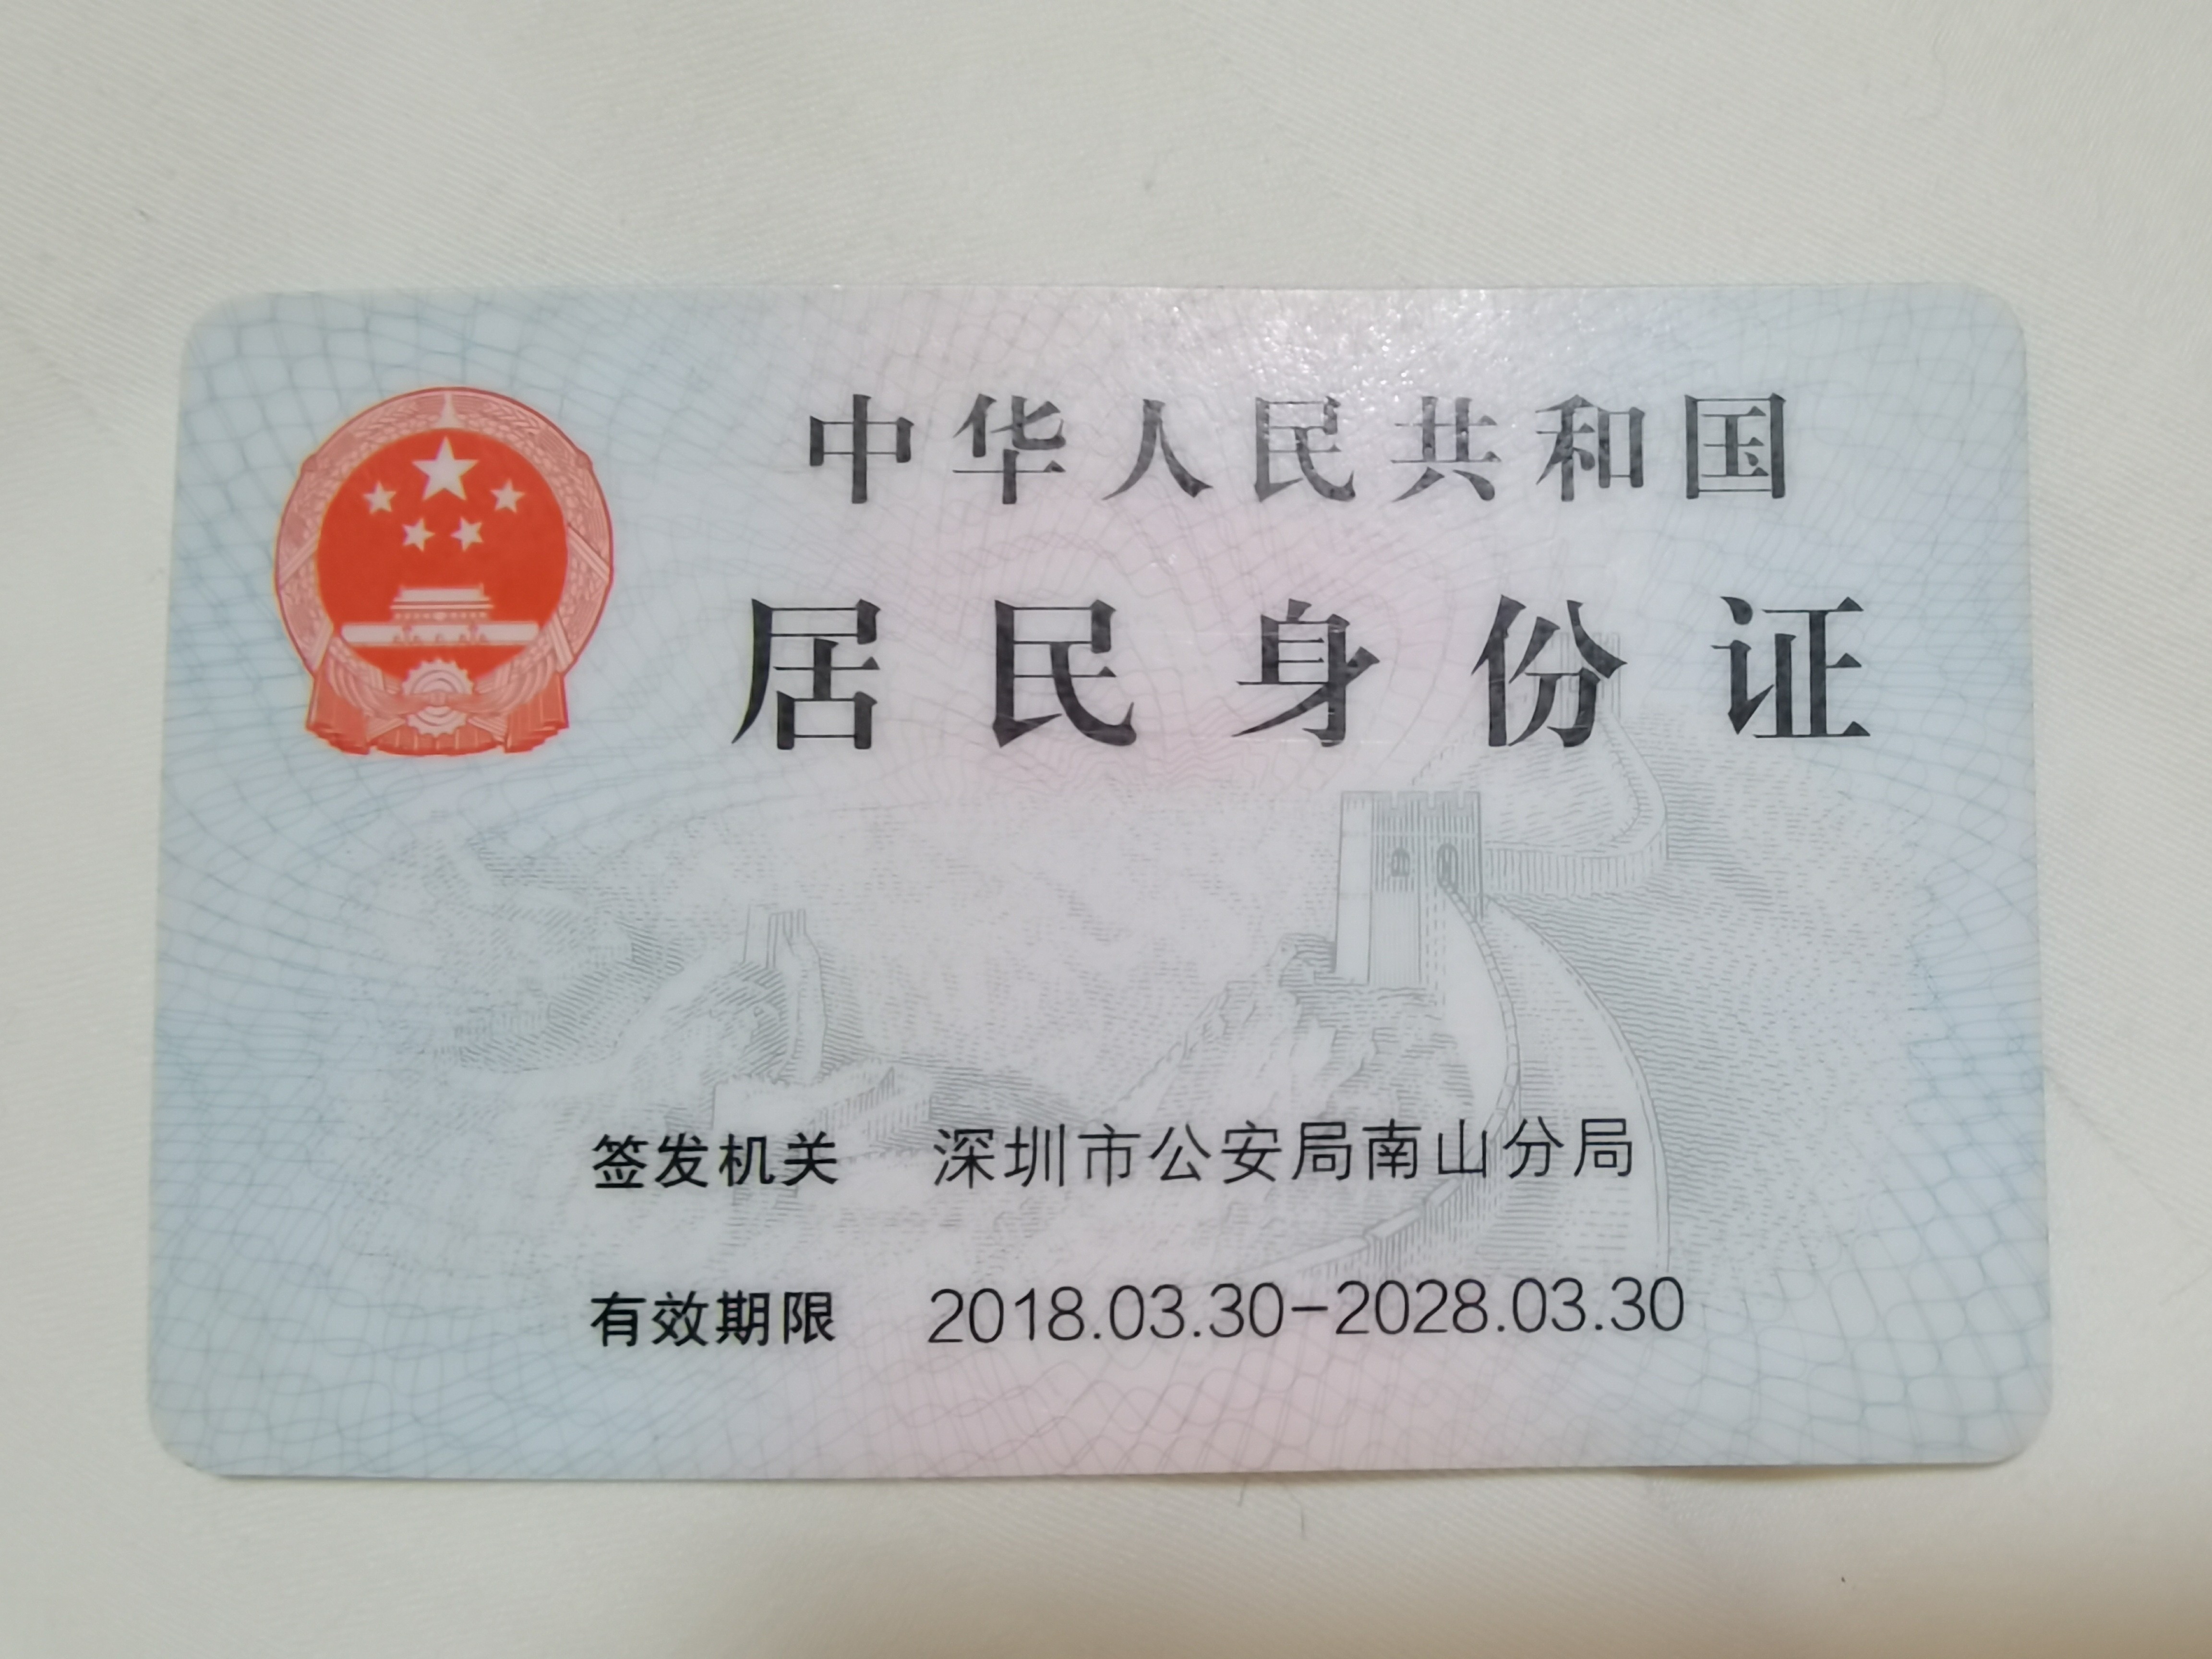 中华人民共和国
居民身份证
签发机关 深圳市公安局南山分局
有效期限 2018.03.30-2028.03.30